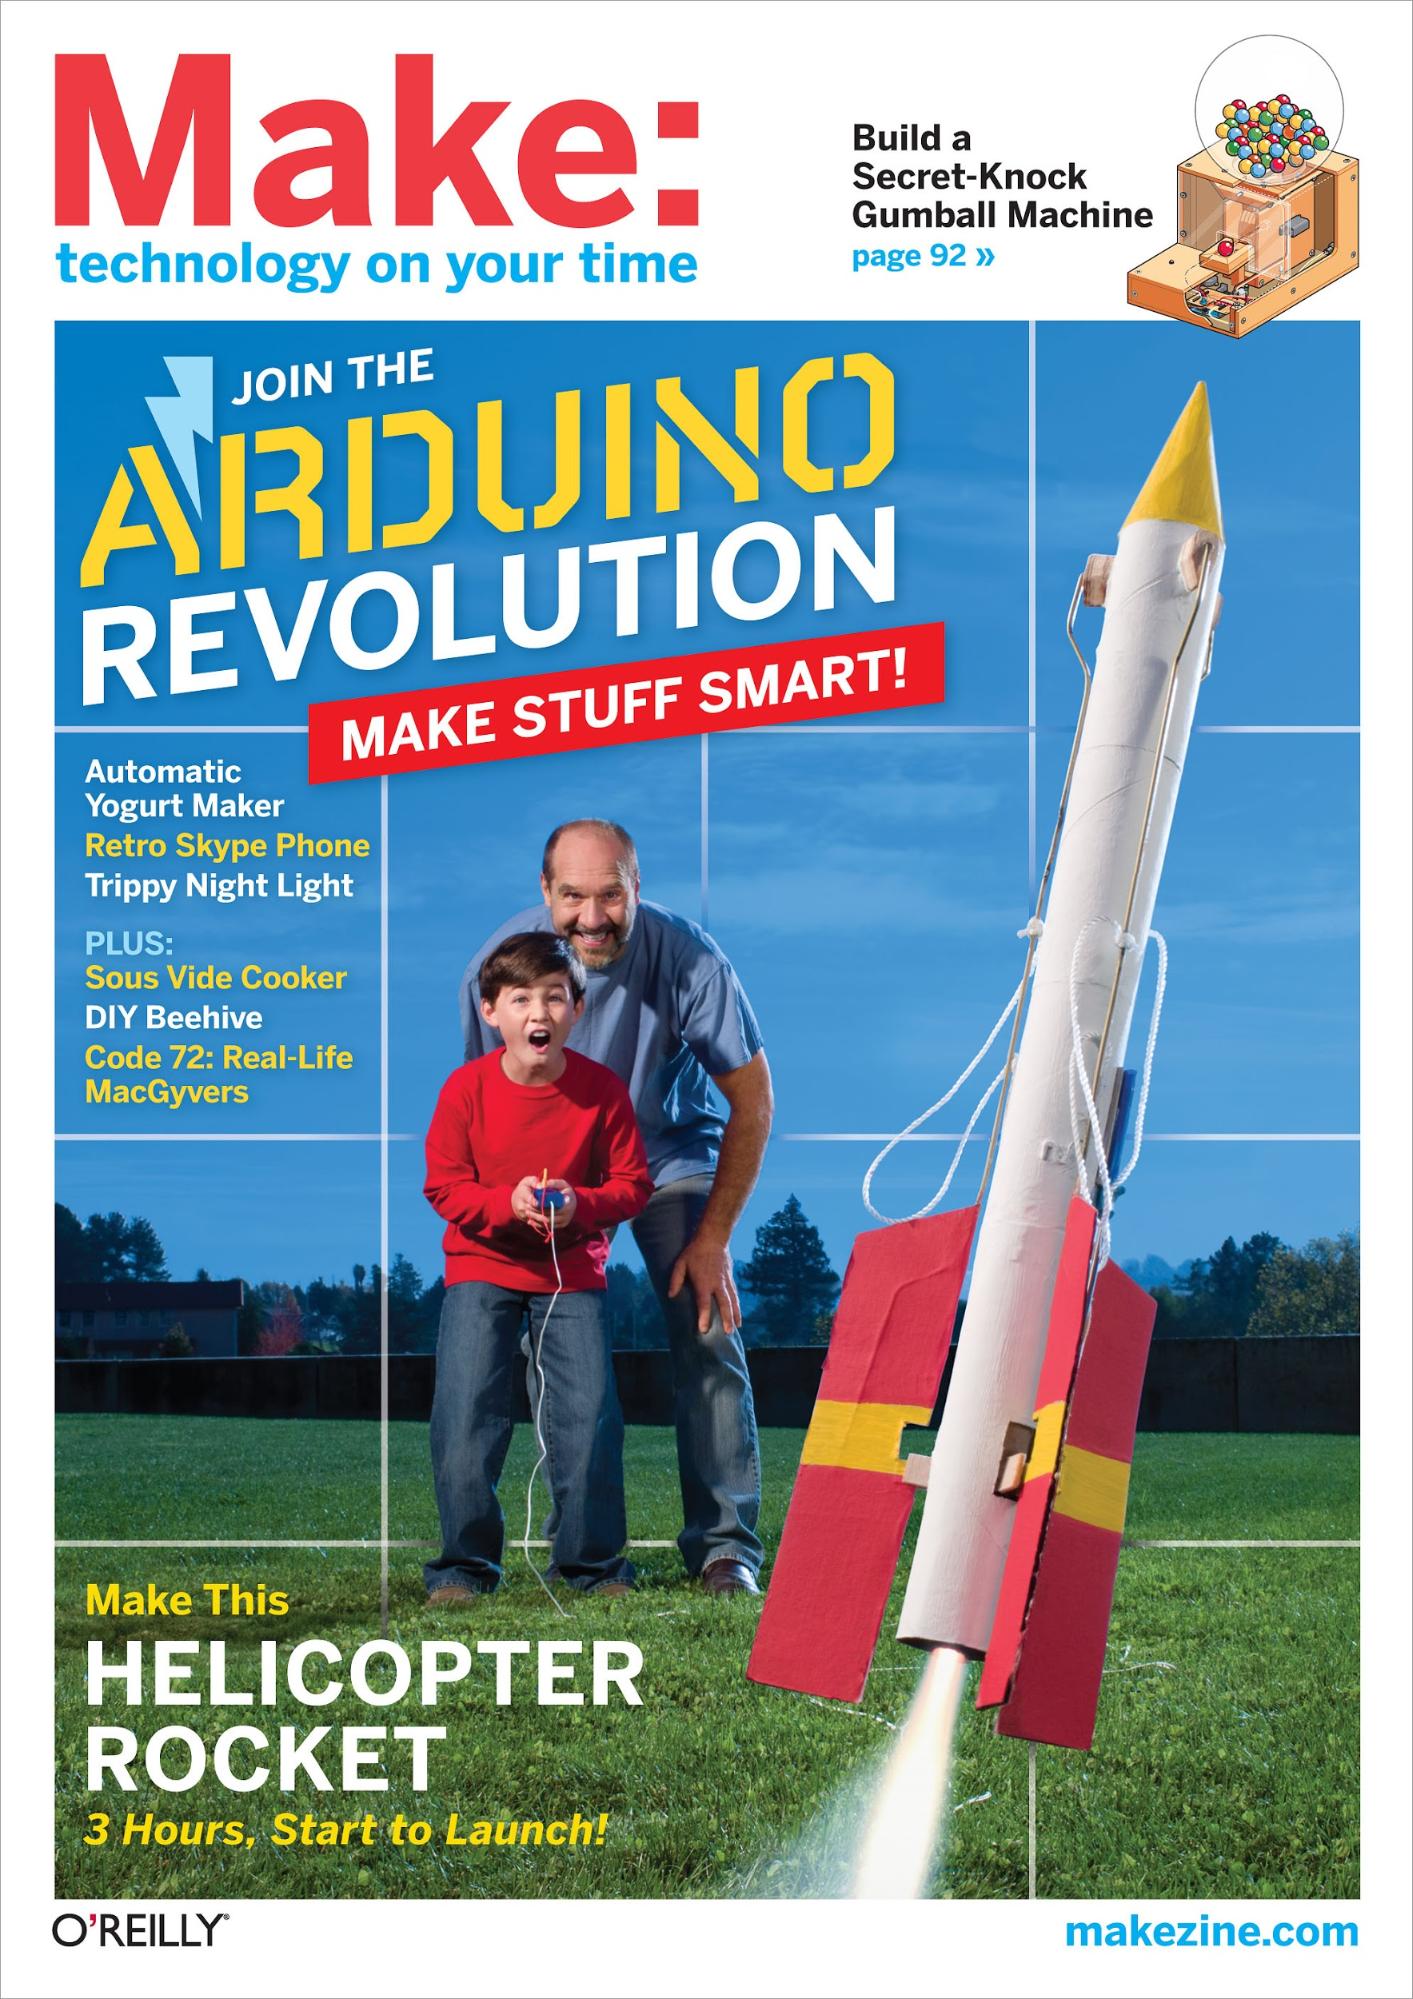 Make:
technology on your time
Build a
Secret-Knock
Gumball Machine
page 92 »
JOIN THE
ARDUINO
REVOLUTION
MAKE STUFF SMART!
Automatic
Yogurt Maker
Retro Skype Phone
Trippy Night Light
PLUS:
Sous Vide Cooker
DIY Beehive
Code 72: Real-Life
MacGyvers
Make This
HELICOPTER
ROCKET
3 Hours, Start to Launch!
O'REILLY®
makezine.com